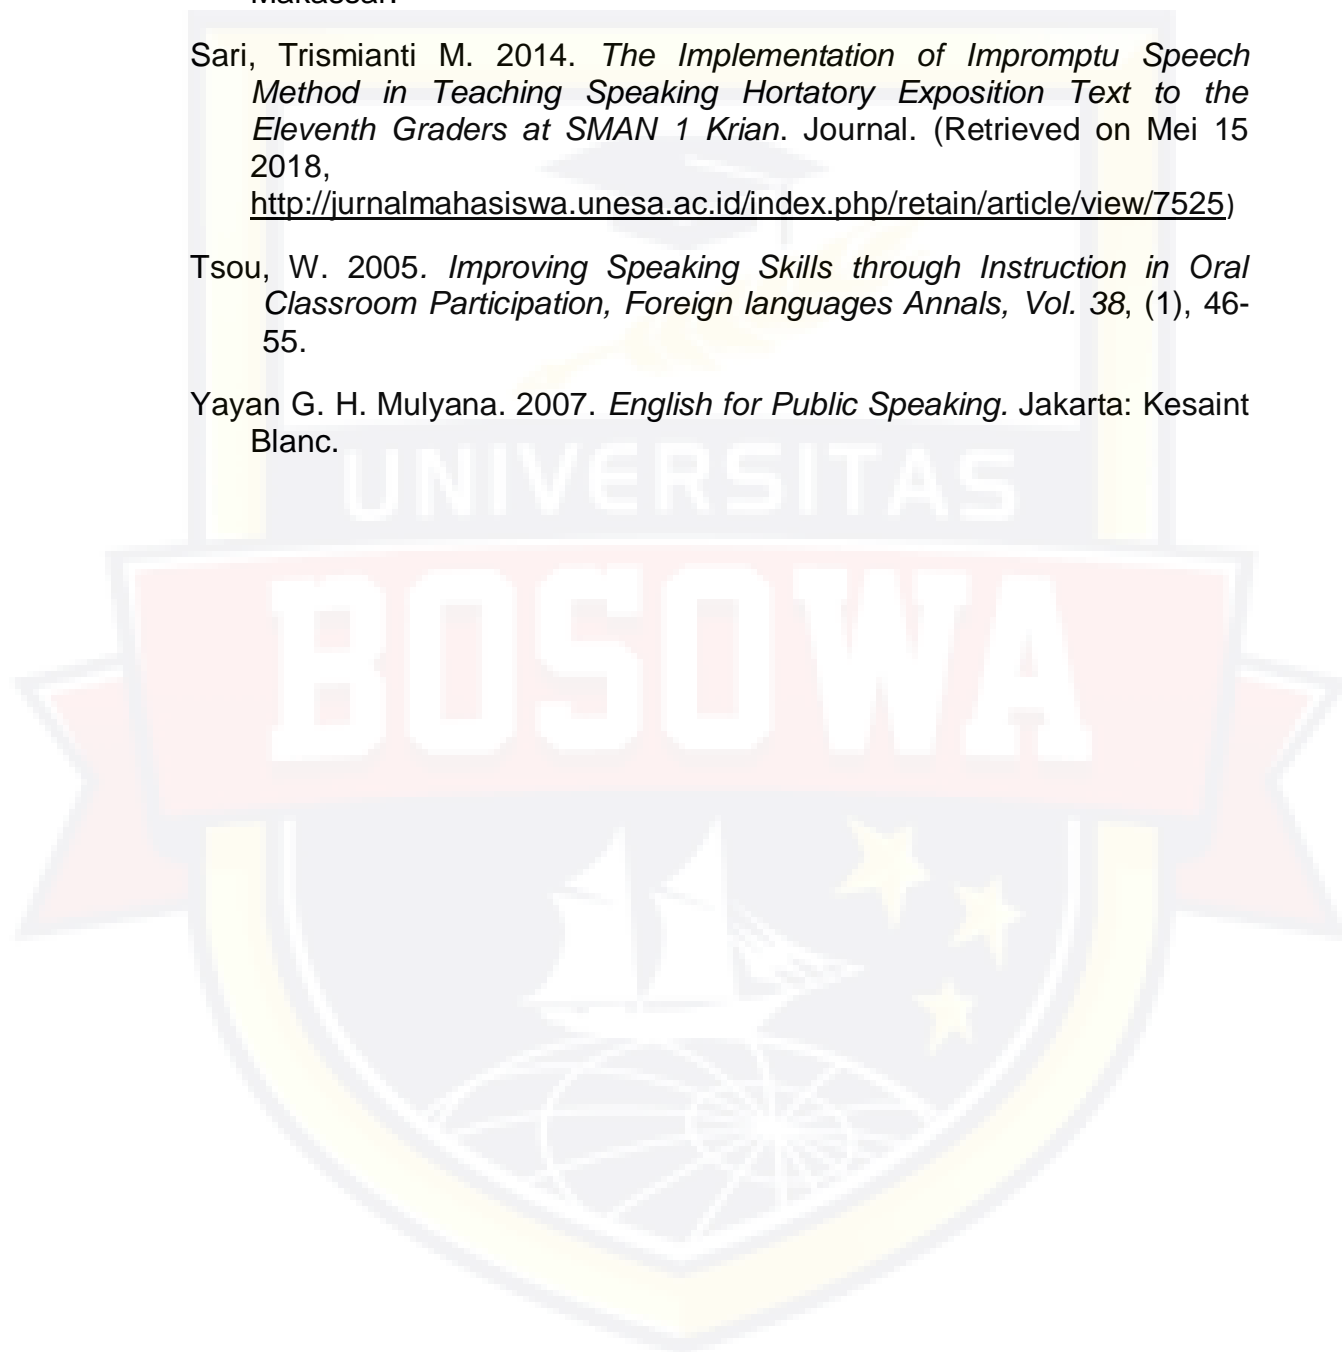 Makassar.
Sari, Trismianti M. 2014. The Implementation of Impromptu Speech
Method in Teaching Speaking Hortatory Exposition Text to the
Eleventh Graders at SMAN 1 Krian. Journal. (Retrieved on Mei 15
2018,
http://jurnalmahasiswa.unesa.ac.id/index.php/retain/article/view/7525)
Tsou, W. 2005. Improving Speaking Skills through Instruction in Oral
Classroom Participation, Foreign languages Annals, Vol. 38, (1), 46-
55.
Yayan G. H. Mulyana. 2007. English for Public Speaking. Jakarta: Kesaint
Blanc.
UNIVERSITAS
BOSOWA